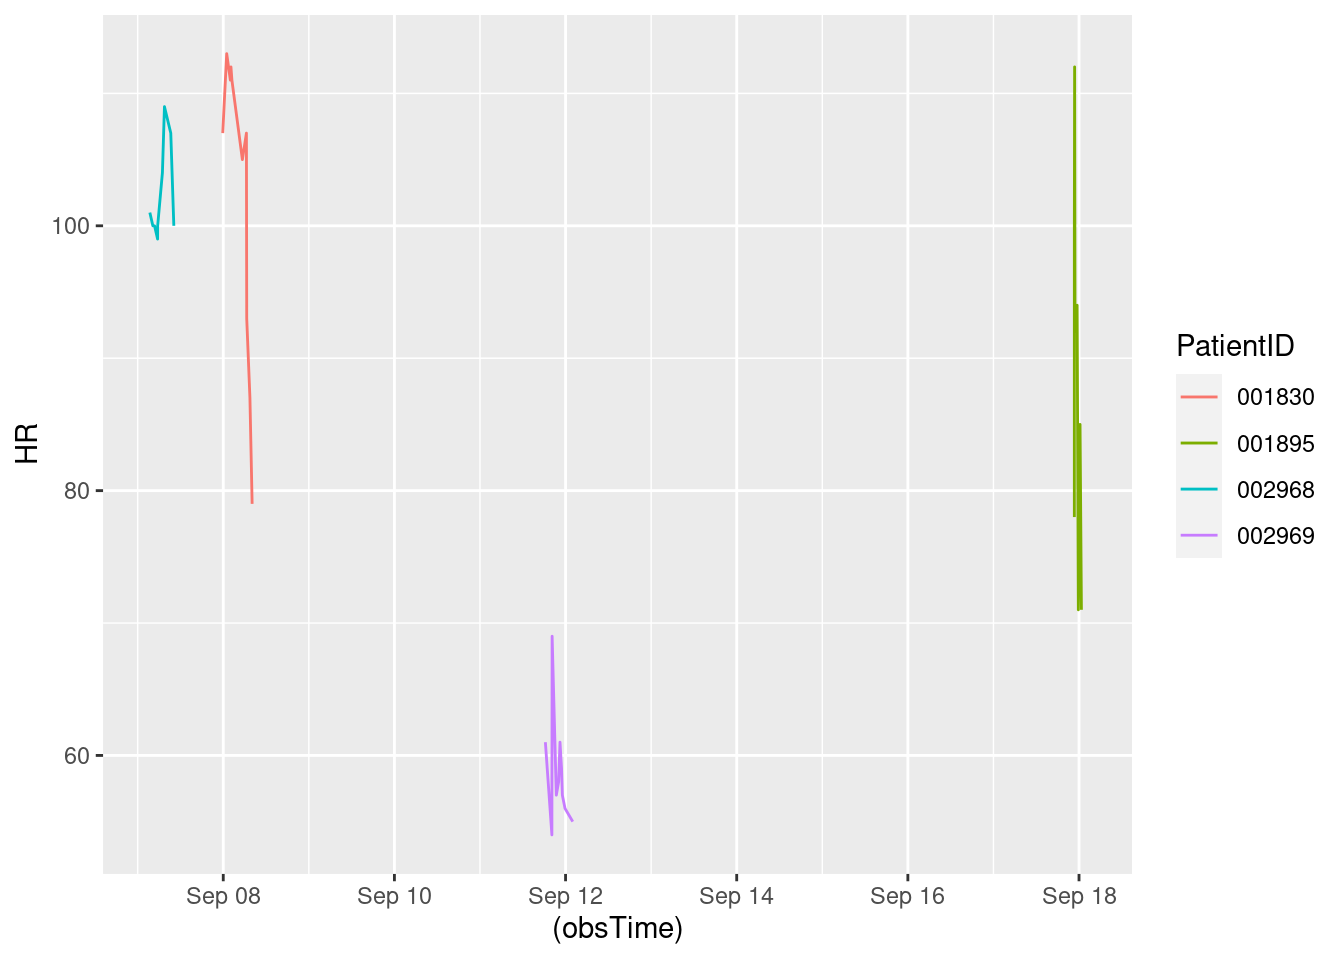 HR
100
80
60
Sep 08
Sep 10
Sep 12
Sep 14
Sep 16
Sep 18
(obsTime)
PatientID
001830
001895
002968
002969